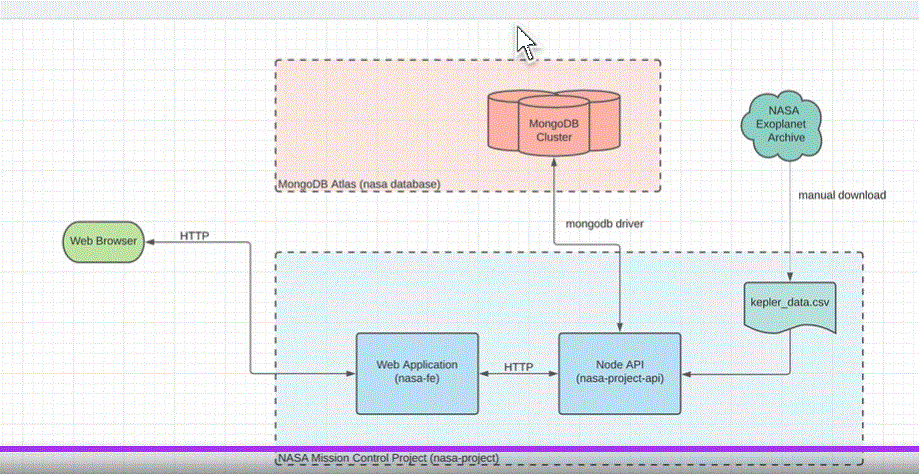 NASA
Exoplanet
Archive
MongoDB
Cluster
MongoDB Atlas (nasa database)
manual download
mongodb driver
HTTP
Web Browser
kepler_data.csv
Web Application
(nasa-fe)
HTTP
Node API
(nasa-project-api)
NASA Mission Control Project (nasa-project)